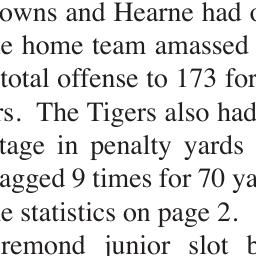 owns and Hearne had
e home team amassed
total offense to 173 for
rs. The Tigers also had
tage in penalty yards
agged 9 times for 70 ya
e statistics on page 2.
remond junior slot b